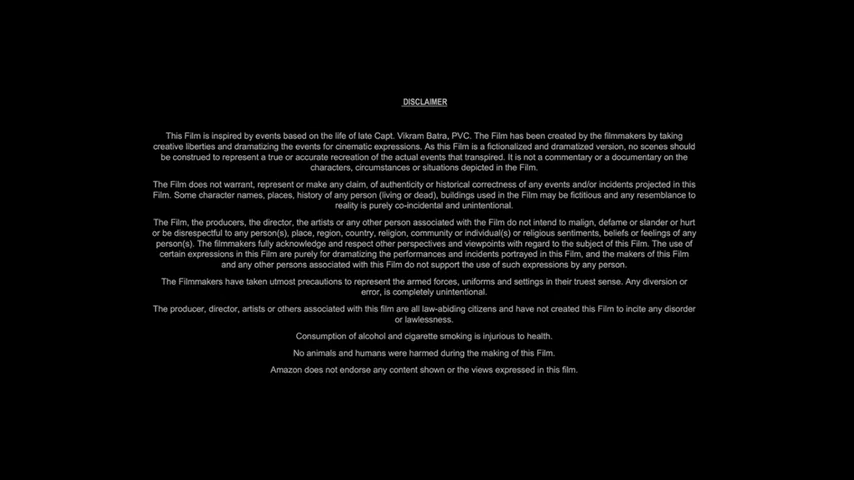 DISCLAIMER
This Film is inspired by events based on the life of late Capt. Vikram Batra, PVC. The Film has been created by the filmmakers by taking
creative liberties and dramatizing the events for cinematic expressions. As this Film is a fictionalized and dramatized version, no scenes should
be construed to represent a true or accurate recreation of the actual events that transpired. It is not a commentary or a documentary on the
characters, circumstances or situations depicted in the Film.
The Film does not warrant, represent or make any claim, of authenticity or historical correctness of any events and/or incidents projected in this
Film. Some character names, places, history of any person (living or dead), buildings used in the Film may be fictitious and any resemblance to
reality is purely co-incidental and unintentional.
The Film, the producers, the director, the artists or any other person associated with the Film do not intend to malign, defame or slander or hurt
or be disrespectful to any person(s), place, region, country, religion, community or individual(s) or religious sentiments, beliefs or feelings of any
person(s). The filmmakers fully acknowledge and respect other perspectives and viewpoints with regard to the subject of this Film. The use of
certain expressions in this Film are purely for dramatizing the performances and incidents portrayed in this Film, and the makers of this Film
and any other persons associated with this Film do not support the use of such expressions by any person.
The Filmmakers have taken utmost precautions to represent the armed forces, uniforms and settings in their truest sense. Any diversion or
error, is completely unintentional.
The producer, director, artists or others associated with this film are all law-abiding citizens and have not created this Film to incite any disorder
or lawlessness.
Consumption of alcohol and cigarette smoking is injurious to health.
No animals and humans were harmed during the making of this Film.
Amazon does not endorse any content shown or the views expressed in this film.